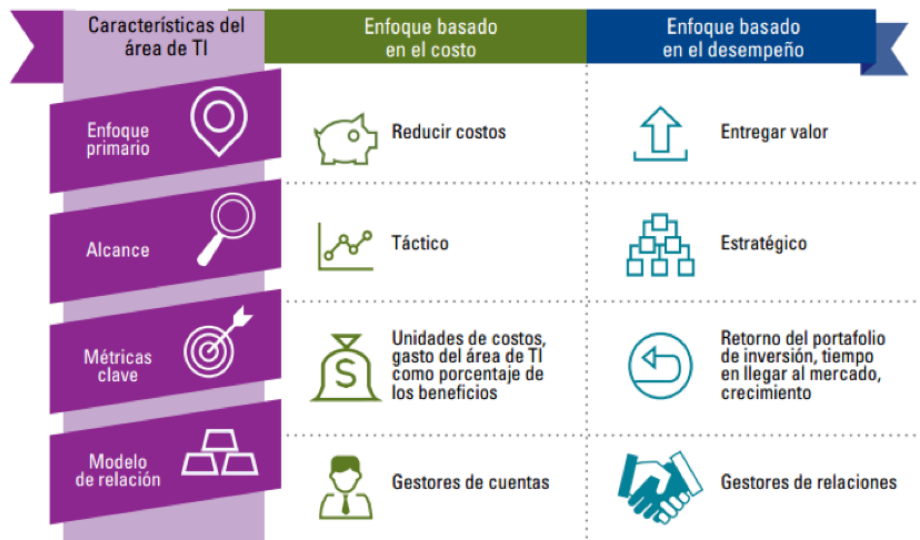 Características del
área de TI
Enfoque basado
en el costo
Enfoque basado
en el desempeño
Enfoque
primario
Reducir costos
Entregar valor
Alcance
Táctico
Estratégico
Métricas
clave
Unidades de costos,
gasto del área de TI
como porcentaje de
los beneficios
S
Retorno del portafolio
de inversión, tiempo
en llegar al mercado,
crecimiento
Modelo
de relación
Gestores de cuentas
Gestores de relaciones